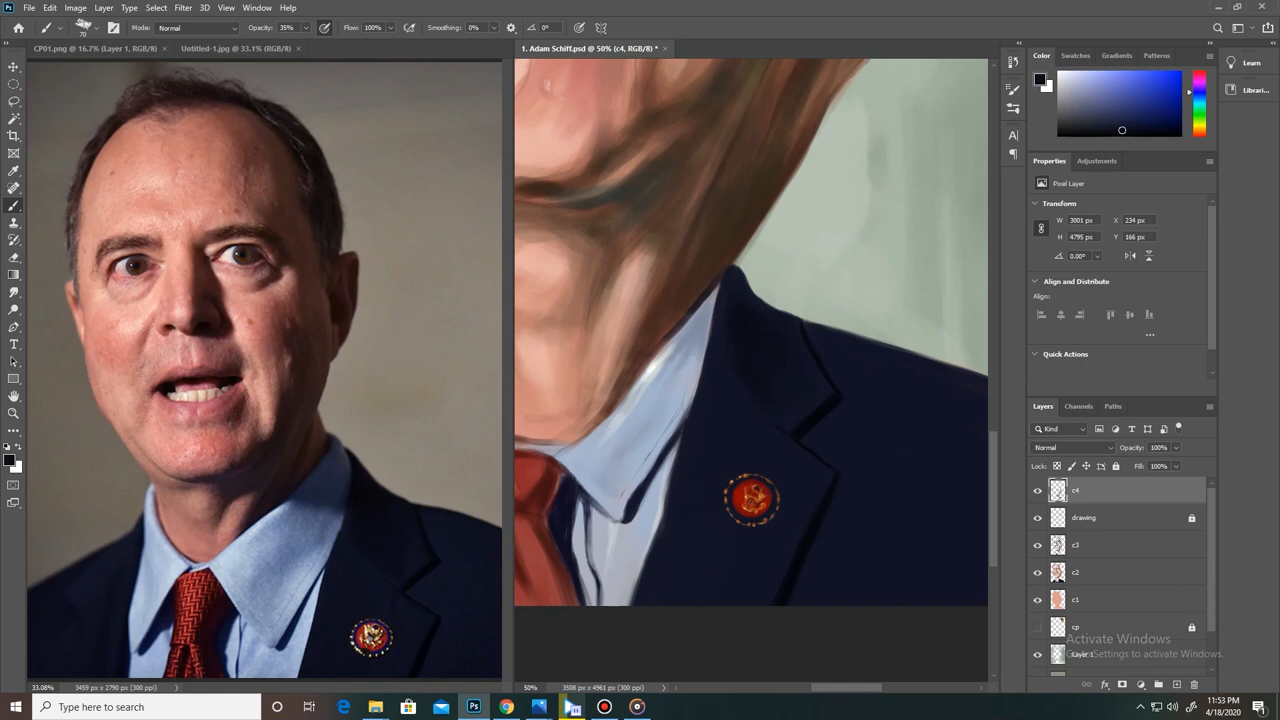 Ps File Edit Image Layer Type Select Filter 3D View Window Help
70 Mode: Normal Opacity: 35% Flow: 100% Smoothing: 0% 0°
CP01.png @ 16.7% (Layer 1, RGB/8) × Untitled-1.jpg @ 33.1% (RGB/8) × 1. Adam Schiff.psd @ 50% (c4, RGB/8) * ×
Color Swatches Gradients Patterns
Learn
Librari...
Properties Adjustments
Pixel Layer
Transform
W 3001 px X 234 px
H 4795 px Y 166 px
0.00°
Align and Distribute
Align:
...
Quick Actions
Layers Channels Paths
Kind
Normal Opacity: 100%
Lock: Fill: 100%
c4
drawing
c3
c2
c1
cp
Activate Windows
Layer 1
Go to Settings to activate Windows.
33.08% 3459 px x 2790 px (300 ppi) 50% 3508 px x 4961 px (300 ppi)
Type here to search
11:53 PM
4/18/2020